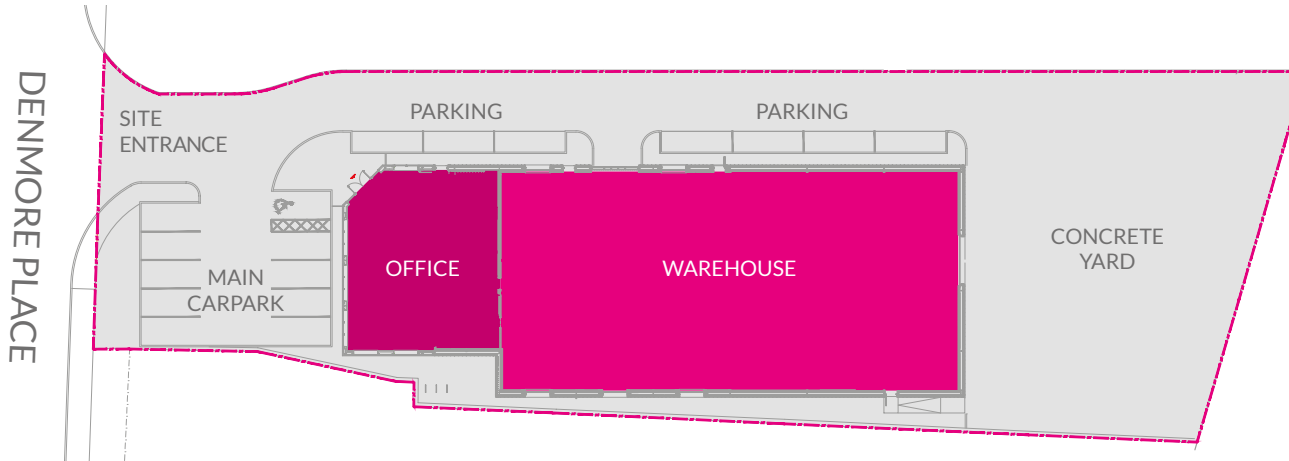 DENMORE PLACE
SITE
ENTRANCE
PARKING
PARKING
MAIN
CARPARK
OFFICE
WAREHOUSE
CONCRETE
YARD